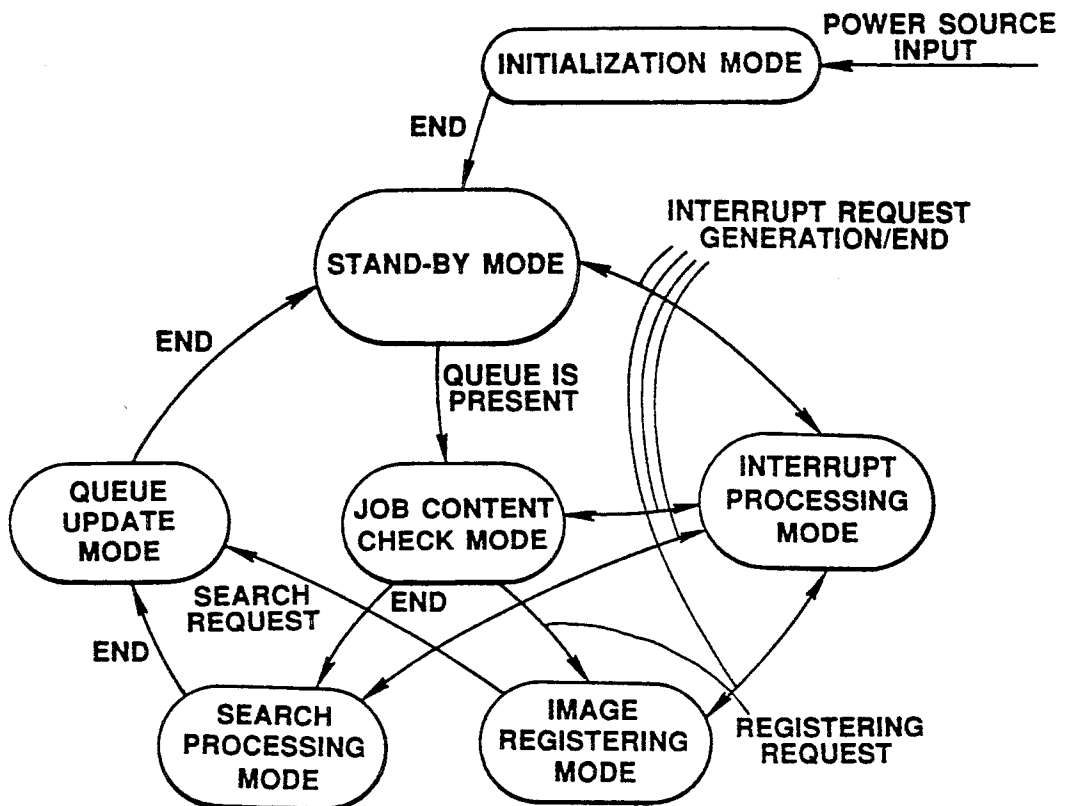 POWER SOURCE
INPUT
INITIALIZATION MODE
END
INTERRUPT REQUEST
GENERATION/END
STAND-BY MODE
END
QUEUE IS
PRESENT
QUEUE
UPDATE
MODE
JOB CONTENT
CHECK MODE
INTERRUPT
PROCESSING
MODE
SEARCH
REQUEST
END
END
SEARCH
PROCESSING
MODE
IMAGE
REGISTERING
MODE
REGISTERING
REQUEST